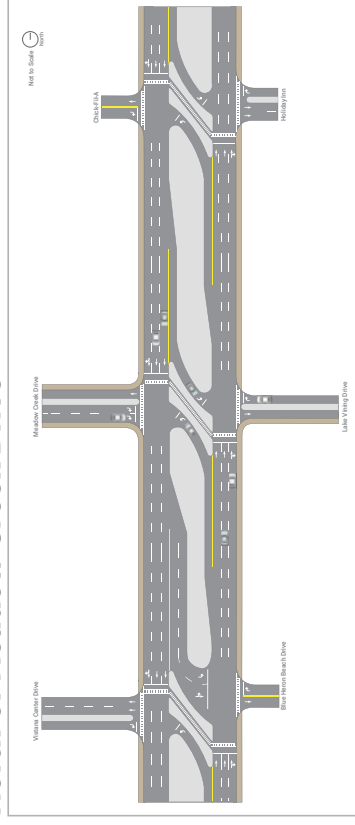 Not to Scale
North
Chick-Fil-A
Holiday Inn
Meadow Creek Drive
Lake Vining Drive
Vistana Center Drive
Blue Heron Beach Drive